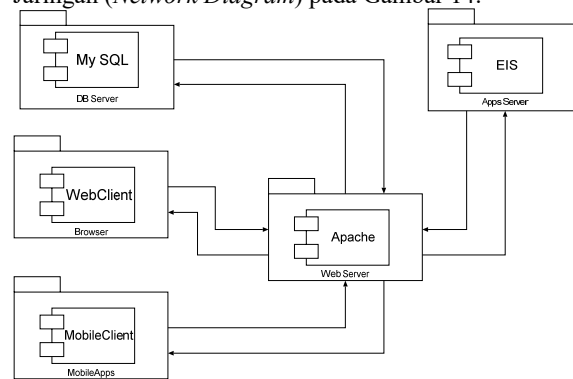 Jaringan (Network Diagram) pada Gambar 14.
My SQL
DB Server
EIS
Apps Server
WebClient
Browser
Apache
Web Server
MobileClient
MobileApps